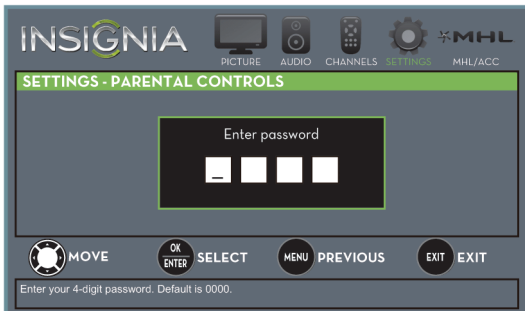 INSIGNIA
PICTURE AUDIO CHANNELS SETTINGS MHL MHL/ACC
SETTINGS - PARENTAL CONTROLS
Enter password
_
MOVE OK ENTER SELECT MENU PREVIOUS EXIT EXIT
Enter your 4-digit password. Default is 0000.